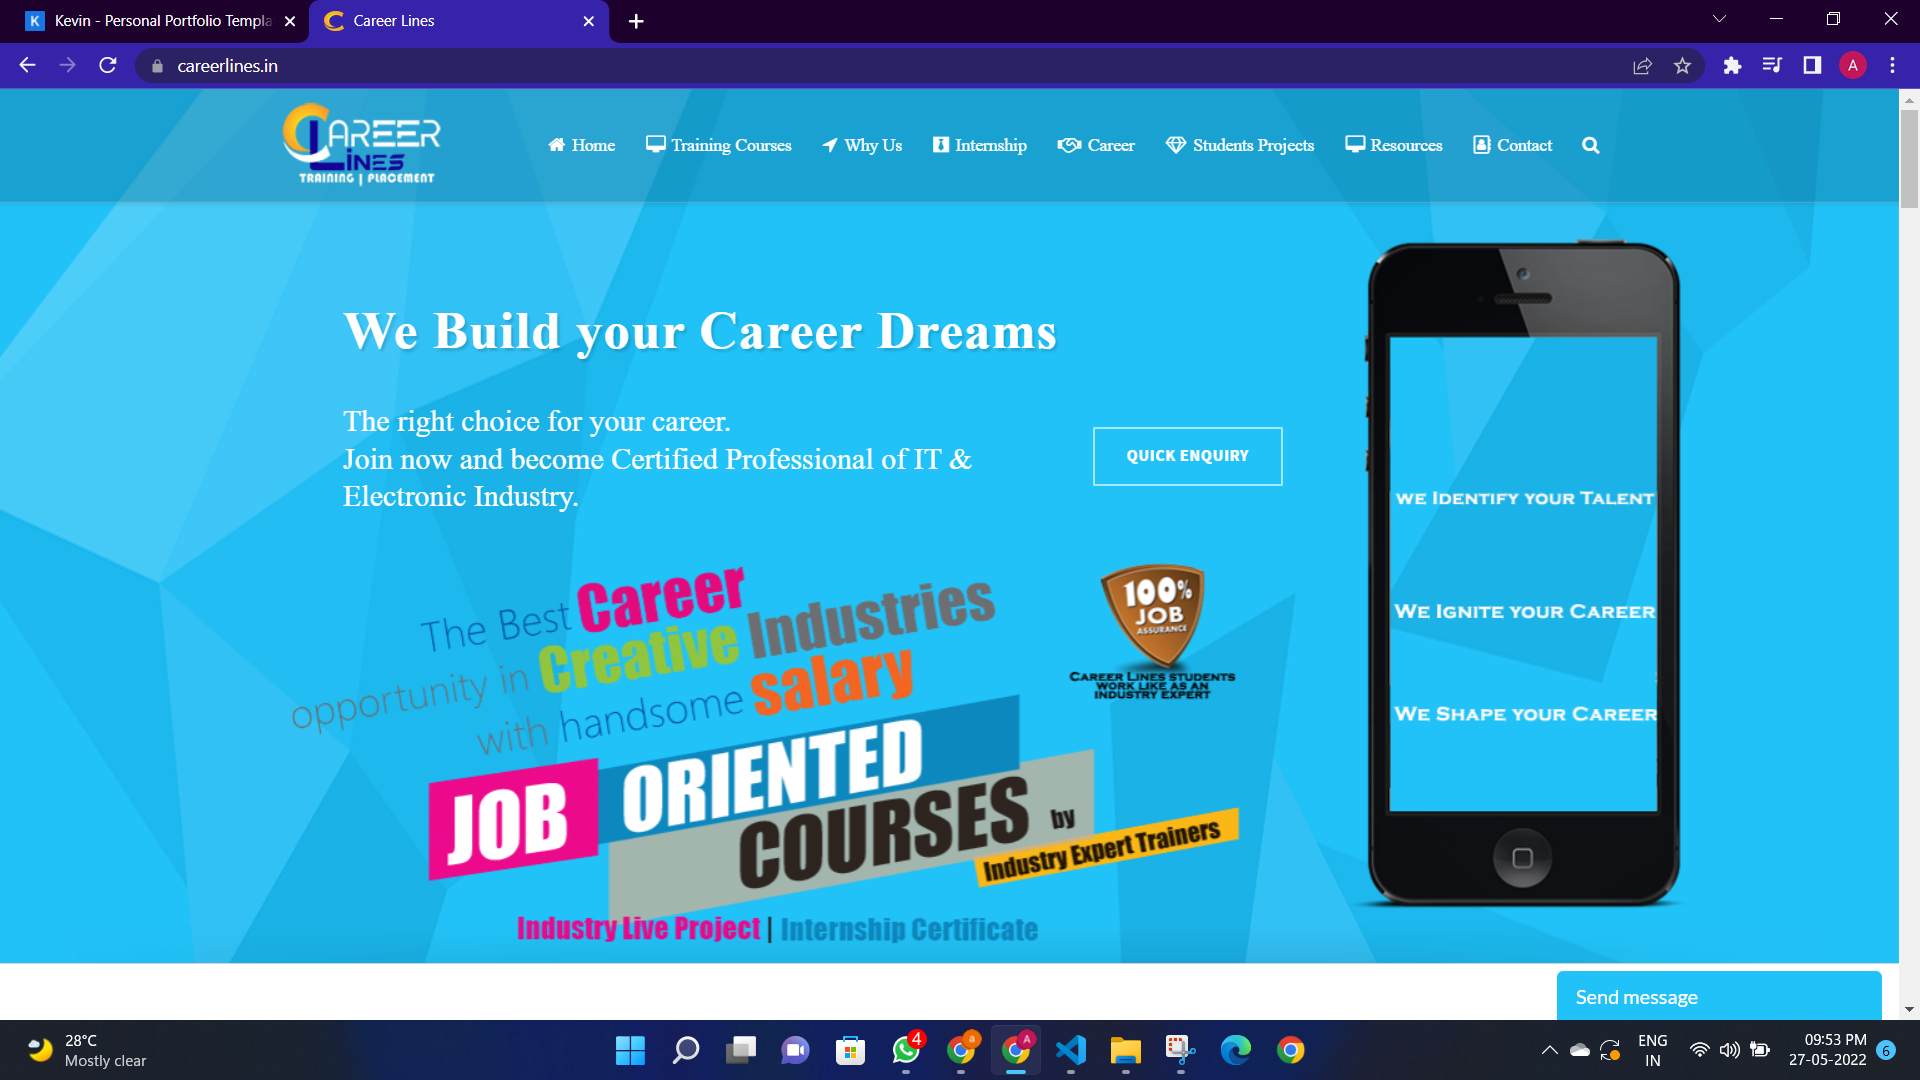 Kevin - Personal Portfolio Templa
Career Lines
careerlines.in
A
CAREER
LINES
TRAINING | PLACEMENT
Home
Training Courses
Why Us
Internship
Career
Students Projects
Resources
Contact
We Build your Career Dreams
The right choice for your career.
Join now and become Certified Professional of IT &
Electronic Industry.
QUICK ENQUIRY
we Identify your Talent
We Ignite your Career
We Shape your Career
The Best Career
opportunity in Creative Industries
with handsome salary
JOB ORIENTED
COURSES by
Industry Expert Trainers
100%
JOB
ASSURANCE
Career Lines students
work like as an
industry expert
Industry Live Project | Internship Certificate
Send message
28°C
Mostly clear
4
a
A
ENG
IN
09:53 PM
27-05-2022
6